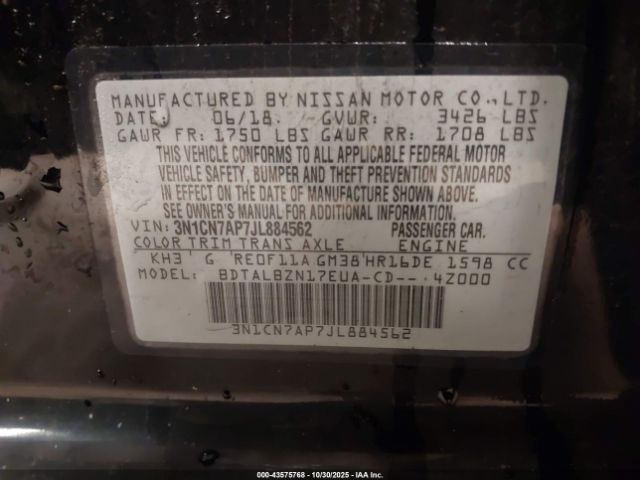 MANUFACTURED BY NISSAN MOTOR CO., LTD.
DATE: 06/18. GVWR: 3426 LBS
GAWR FR: 1750 LBS GAWR RR: 1708 LBS
THIS VEHICLE CONFORMS TO ALL APPLICABLE FEDERAL MOTOR
VEHICLE SAFETY, BUMPER AND THEFT PREVENTION STANDARDS
IN EFFECT ON THE DATE OF MANUFACTURE SHOWN ABOVE.
SEE OWNER'S MANUAL FOR ADDITIONAL INFORMATION.
VIN: 3N1CN7AP7JL884562 PASSENGER CAR.
COLOR TRIM TRANS AXLE ENGINE
KH3 G RE0F11A GM38 HR16DE 1598 CC
MODEL: BDTALBZN17EUA-CD-- 4Z000
3N1CN7AP7JL884562
000-43575768 - 10/30/2025 - IAA Inc.